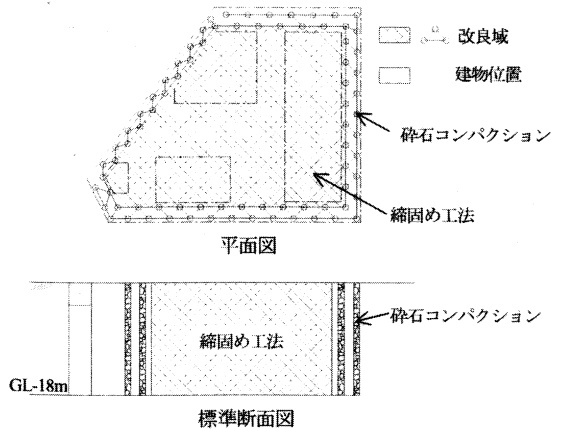 改良域
建物位置
砕石コンパクション
締固め工法
平面図
砕石コンパクション
締固め工法
GL-18m
標準断面図